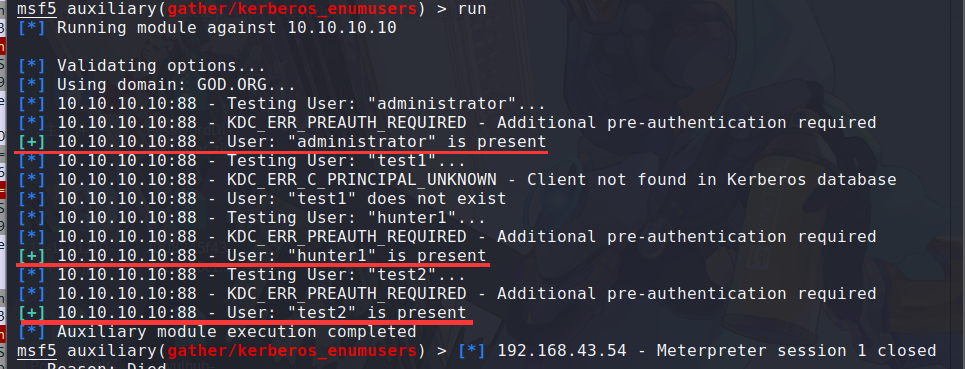 msf5 auxiliary(gather/kerberos_enumusers) > run
[*] Running module against 10.10.10.10
[*] Validating options...
[*] Using domain: GOD.ORG...
[*] 10.10.10.10:88 - Testing User: "administrator"...
[*] 10.10.10.10:88 - KDC_ERR_PREAUTH_REQUIRED - Additional pre-authentication required
[+] 10.10.10.10:88 - User: "administrator" is present
[*] 10.10.10.10:88 - Testing User: "test1"...
[*] 10.10.10.10:88 - KDC_ERR_C_PRINCIPAL_UNKNOWN - Client not found in Kerberos database
[*] 10.10.10.10:88 - User: "test1" does not exist
[*] 10.10.10.10:88 - Testing User: "hunter1"...
[*] 10.10.10.10:88 - KDC_ERR_PREAUTH_REQUIRED - Additional pre-authentication required
[+] 10.10.10.10:88 - User: "hunter1" is present
[*] 10.10.10.10:88 - Testing User: "test2"...
[*] 10.10.10.10:88 - KDC_ERR_PREAUTH_REQUIRED - Additional pre-authentication required
[+] 10.10.10.10:88 - User: "test2" is present
[*] Auxiliary module execution completed
msf5 auxiliary(gather/kerberos_enumusers) > [*] 192.168.43.54 - Meterpreter session 1 closed
Reason: Died